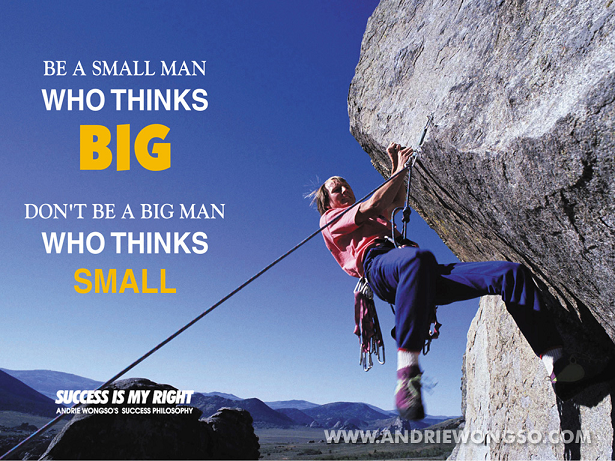 BE A SMALL MAN
WHO THINKS
BIG
DON'T BE A BIG MAN
WHO THINKS
SMALL
SUCCESS IS MY RIGHT
ANDRIE WONGSO'S SUCCESS PHILOSOPHY
WWW.ANDRIEWONGSO.COM